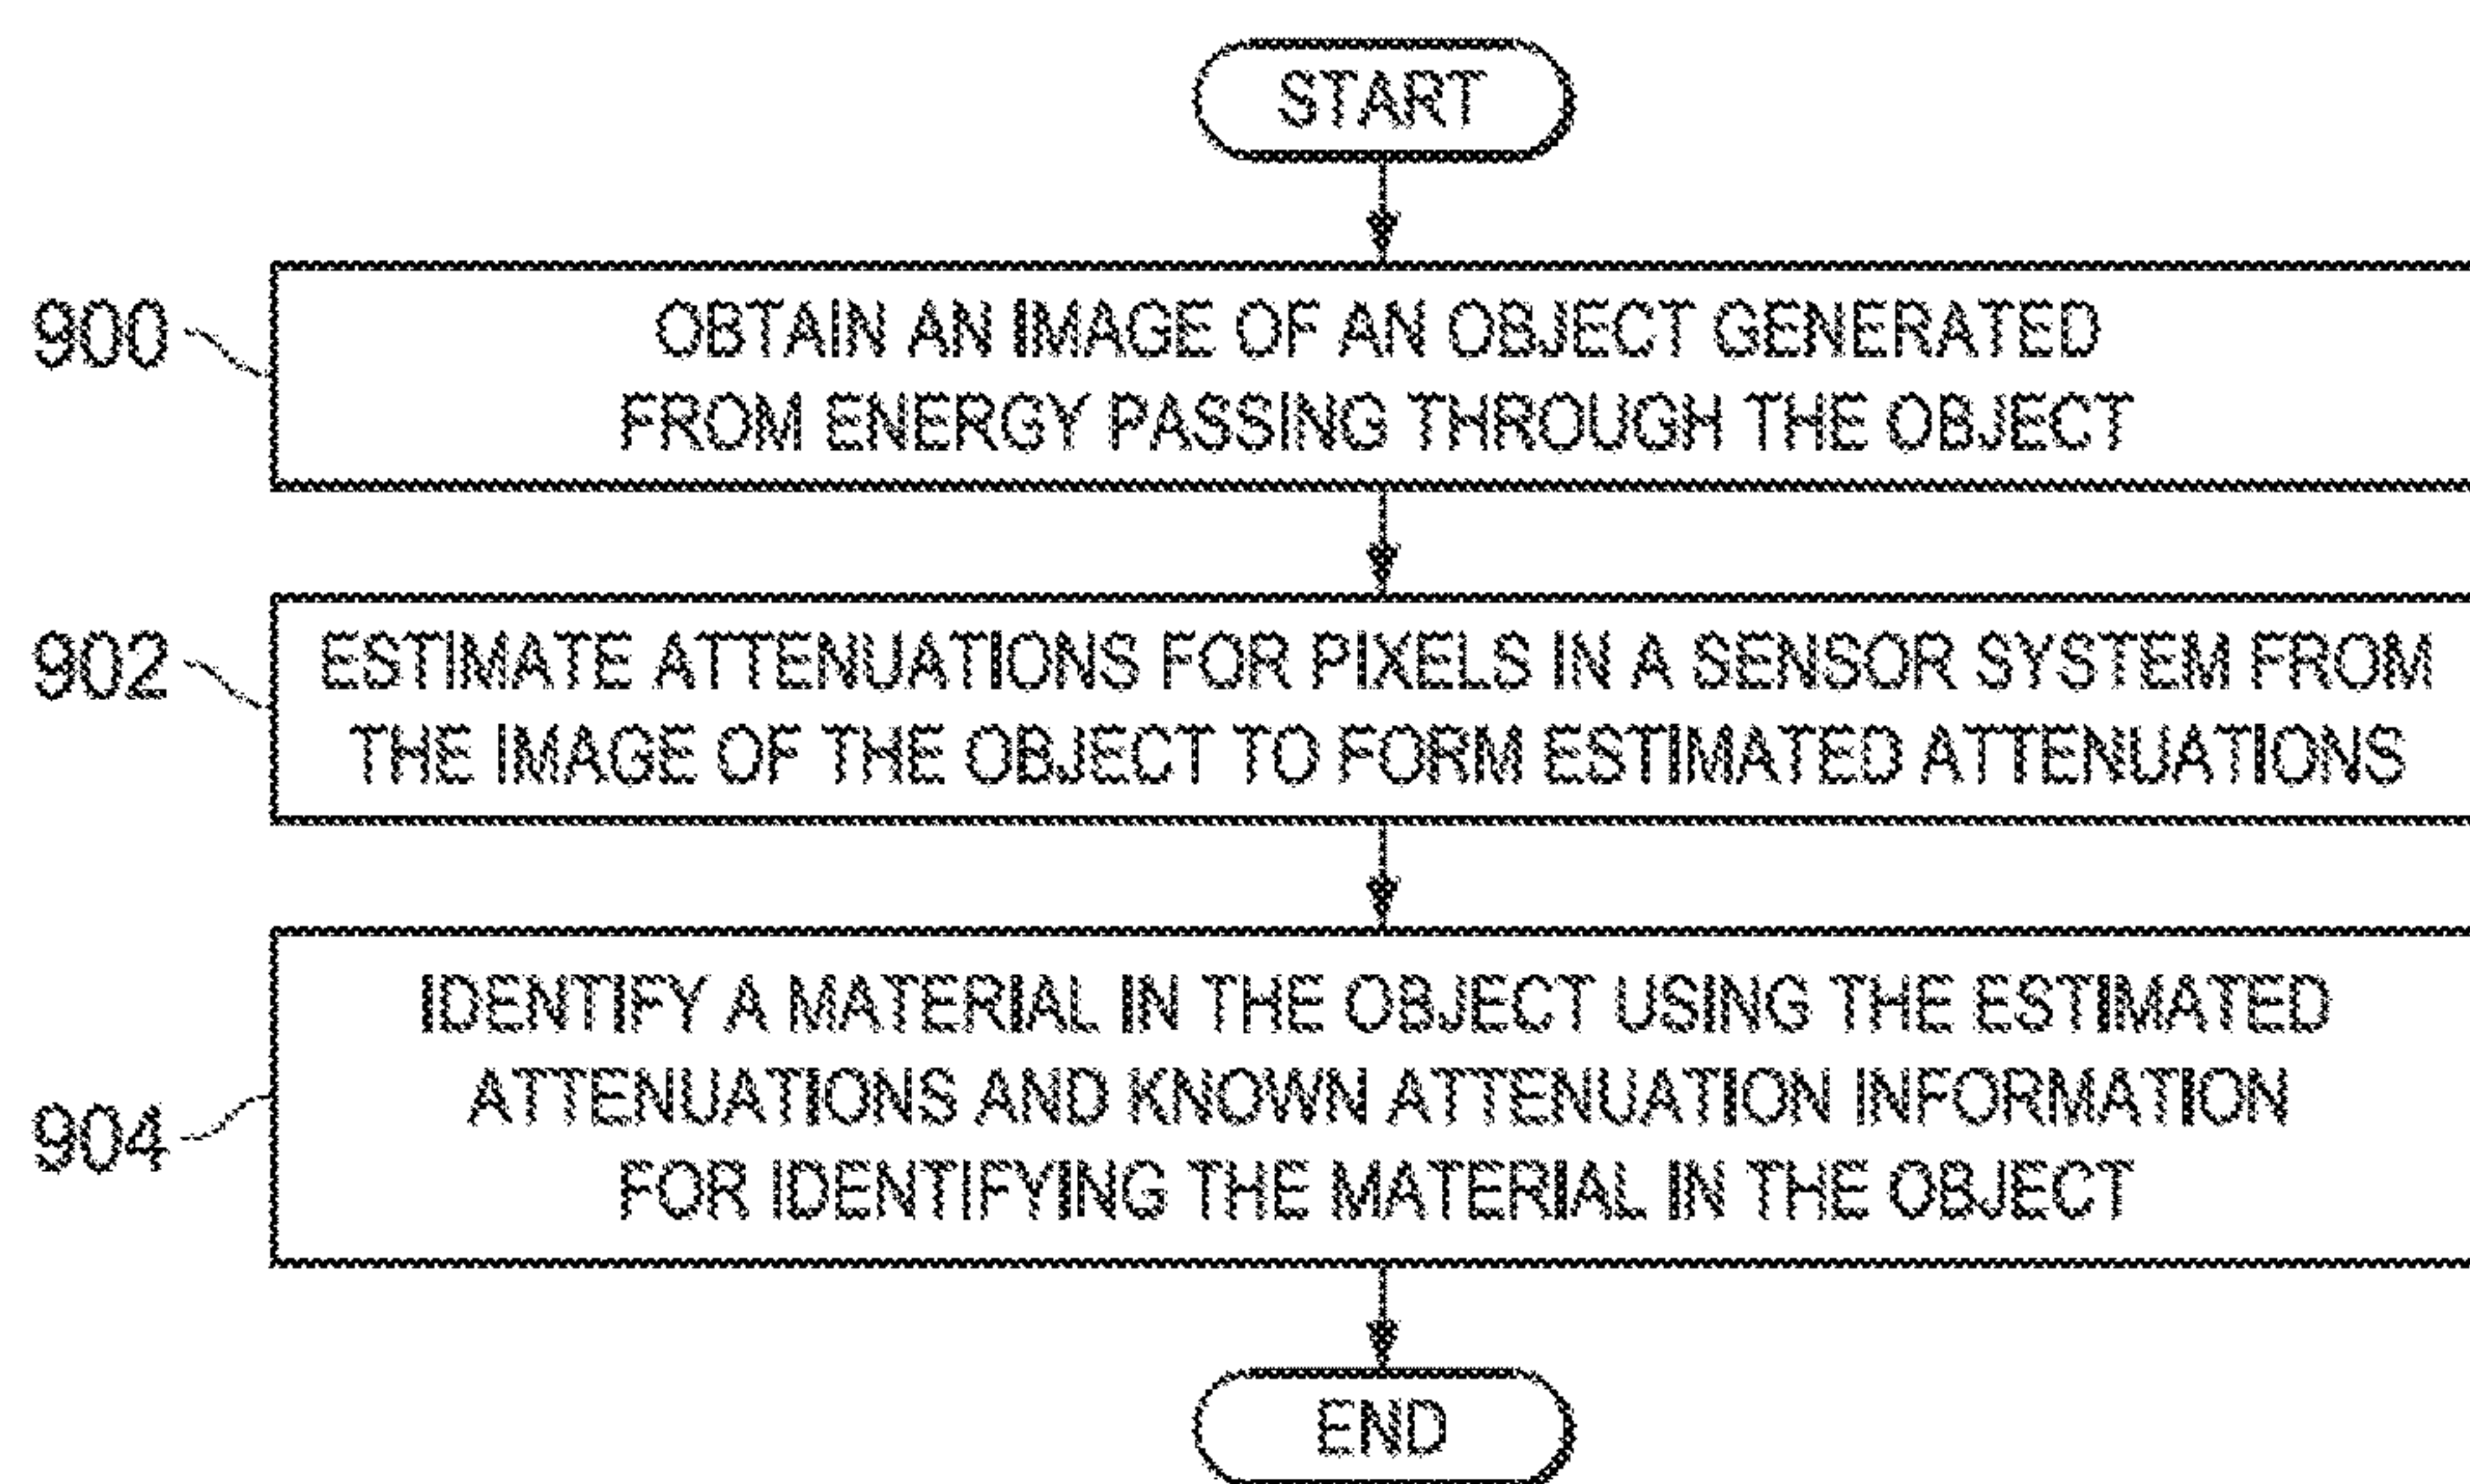 START
900
OBTAIN AN IMAGE OF AN OBJECT GENERATED
FROM ENERGY PASSING THROUGH THE OBJECT
902
ESTIMATE ATTENUATIONS FOR PIXELS IN A SENSOR SYSTEM FROM
THE IMAGE OF THE OBJECT TO FORM ESTIMATED ATTENUATIONS
904
IDENTIFY A MATERIAL IN THE OBJECT USING THE ESTIMATED
ATTENUATIONS AND KNOWN ATTENUATION INFORMATION
FOR IDENTIFYING THE MATERIAL IN THE OBJECT
END